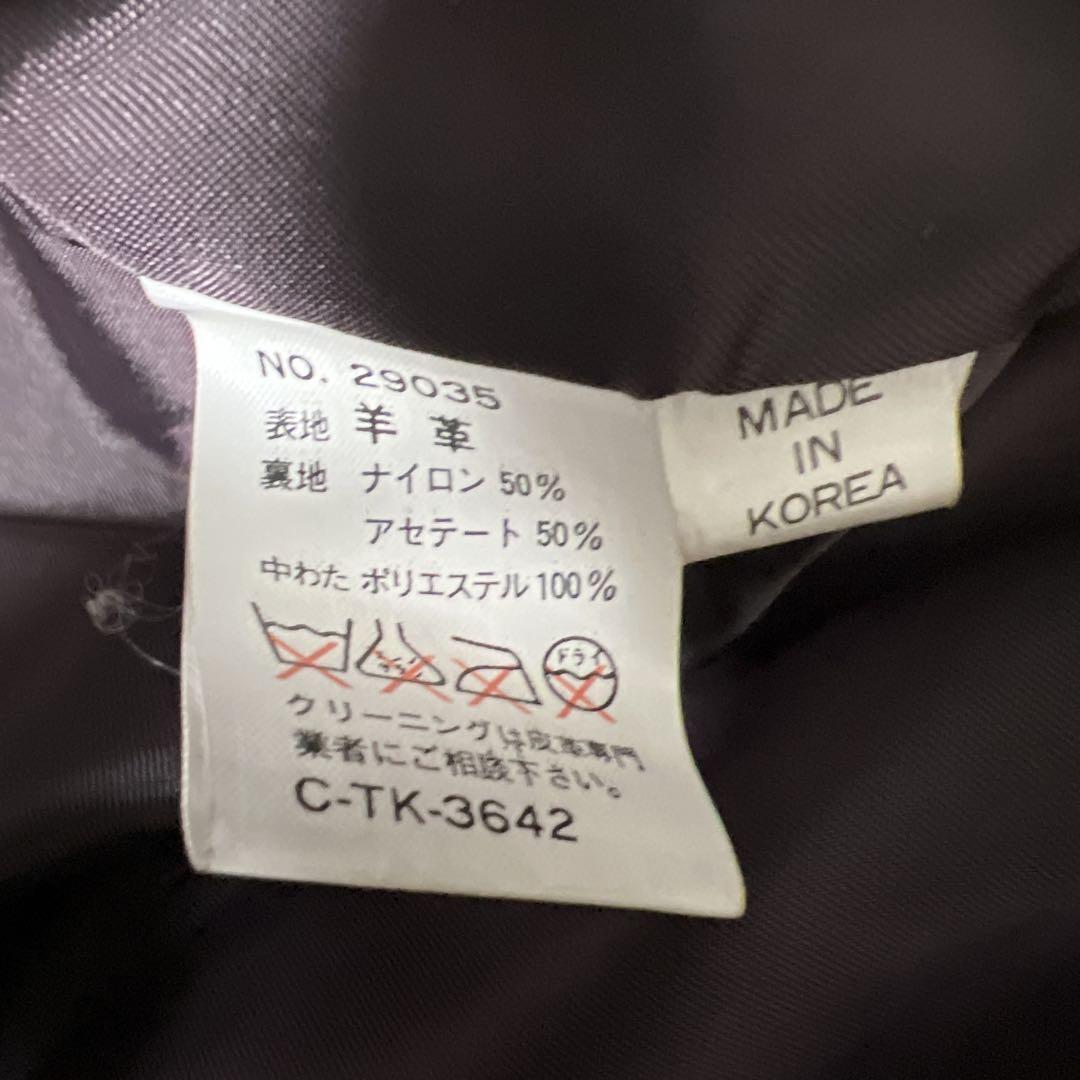 NO. 29035
表地 羊 革
裏地 ナイロン 50%
アセテート 50%
中わた ポリエステル 100%
ドライ
クリーニングは皮革専門
業者にご相談下さい。
C-TK-3642
MADE
IN
KOREA